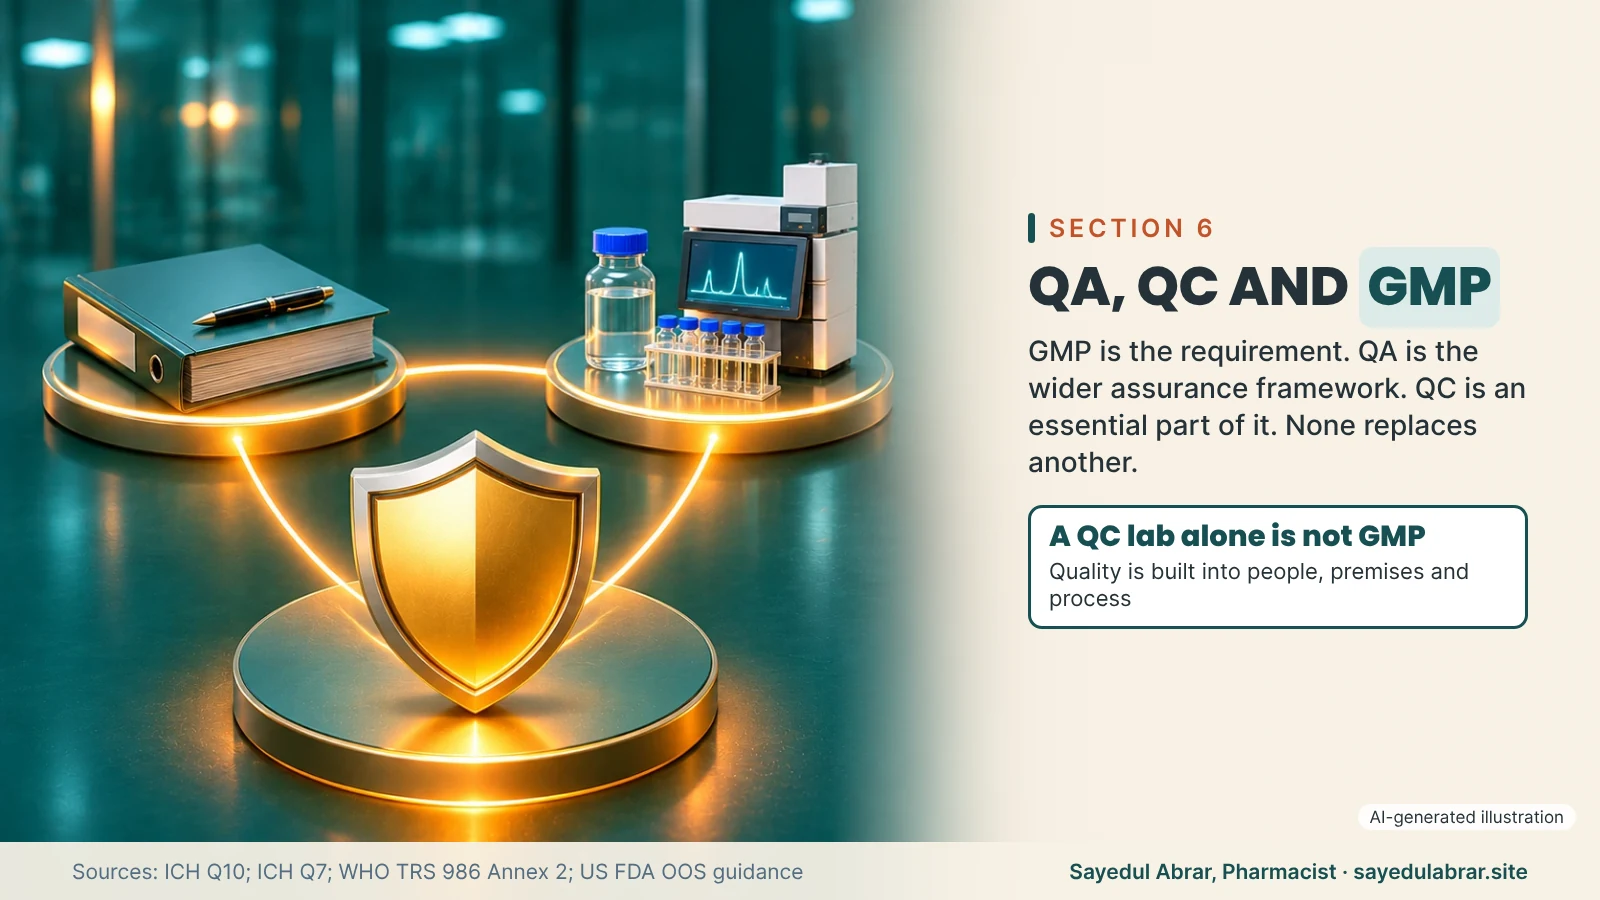 SECTION 6
QA, QC AND GMP
GMP is the requirement. QA is the
wider assurance framework. QC is an
essential part of it. None replaces
another.
A QC lab alone is not GMP
Quality is built into people, premises and
process
AI-generated illustration
Sources: ICH Q10; ICH Q7; WHO TRS 986 Annex 2; US FDA OOS guidance
Sayedul Abrar, Pharmacist · sayedulabrar.site